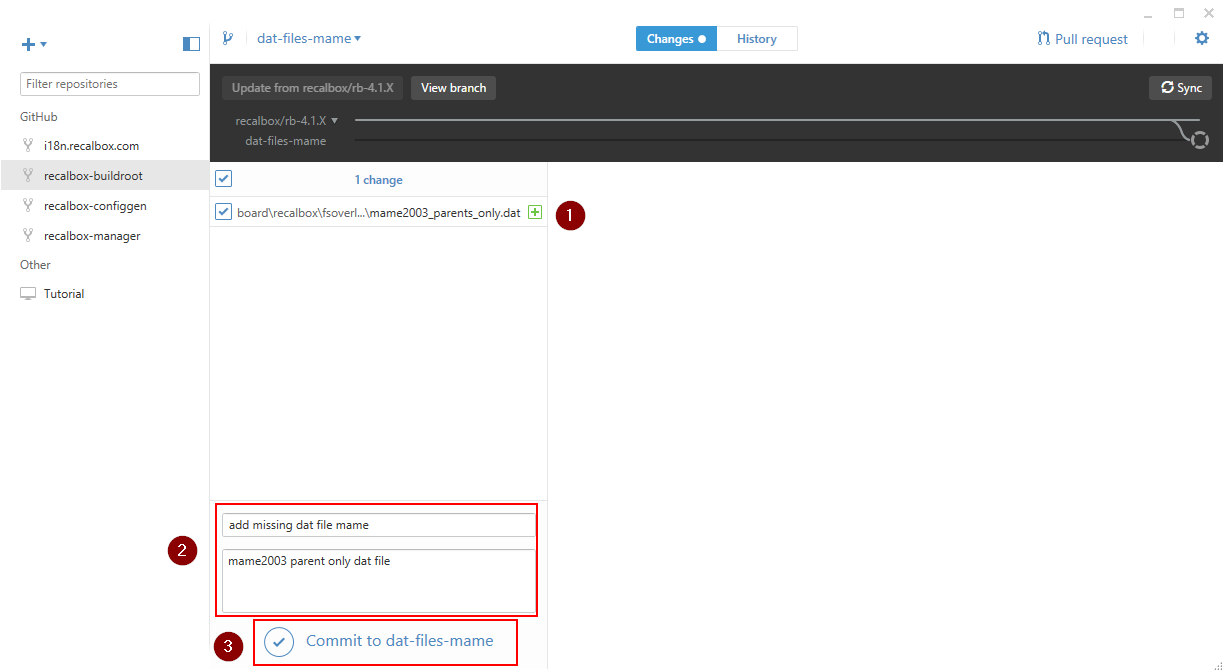 dat-files-mame
Changes
History
Pull request
Filter repositories
GitHub
i18n.recalbox.com
recalbox-buildroot
recalbox-configgen
recalbox-manager
Other
Tutorial
Update from recalbox/rb-4.1.X
View branch
Sync
recalbox/rb-4.1.X
dat-files-mame
1 change
board\recalbox\fsoverl...\mame2003_parents_only.dat
1
2
add missing dat file mame
mame2003 parent only dat file
3
Commit to dat-files-mame